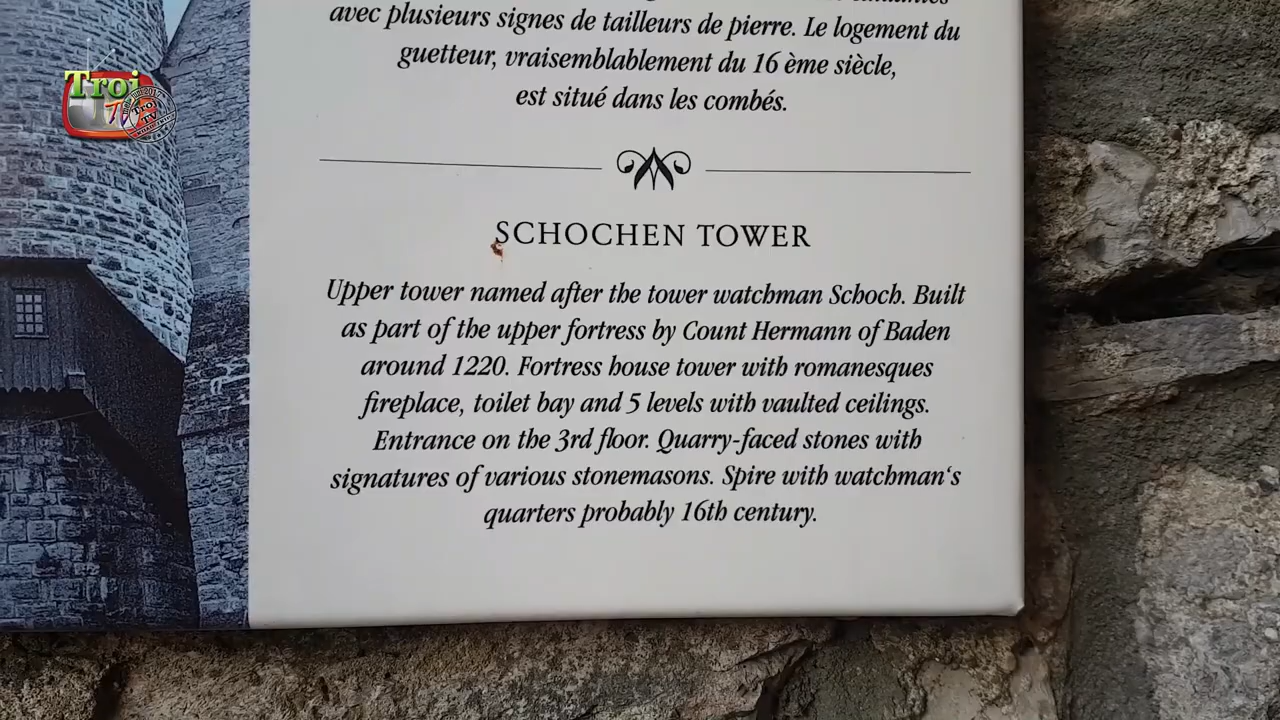 Troi
TV
avec plusieurs signes de tailleurs de pierre. Le logement du
guetteur, vraisemblablement du 16 ème siècle,
est situé dans les combés.
SCHOCHEN TOWER
Upper tower named after the tower watchman Schoch. Built
as part of the upper fortress by Count Hermann of Baden
around 1220. Fortress house tower with romanesques
fireplace, toilet bay and 5 levels with vaulted ceilings.
Entrance on the 3rd floor. Quarry-faced stones with
signatures of various stonemasons. Spire with watchman‘s
quarters probably 16th century.